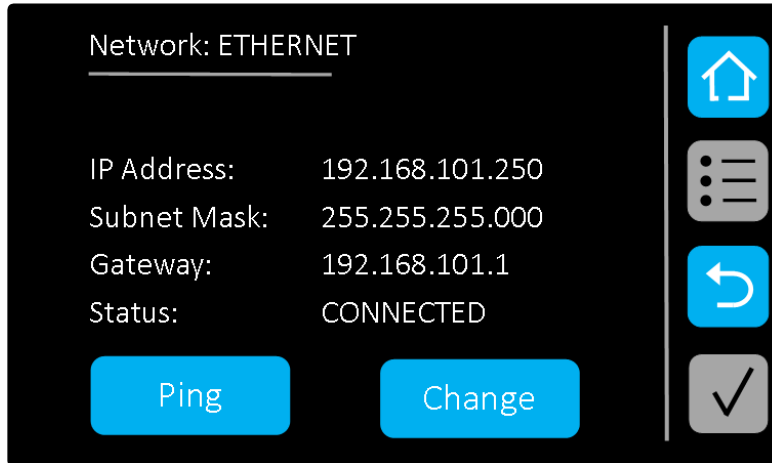 Network: ETHERNET
IP Address: 192.168.101.250
Subnet Mask: 255.255.255.000
Gateway: 192.168.101.1
Status: CONNECTED
Ping Change